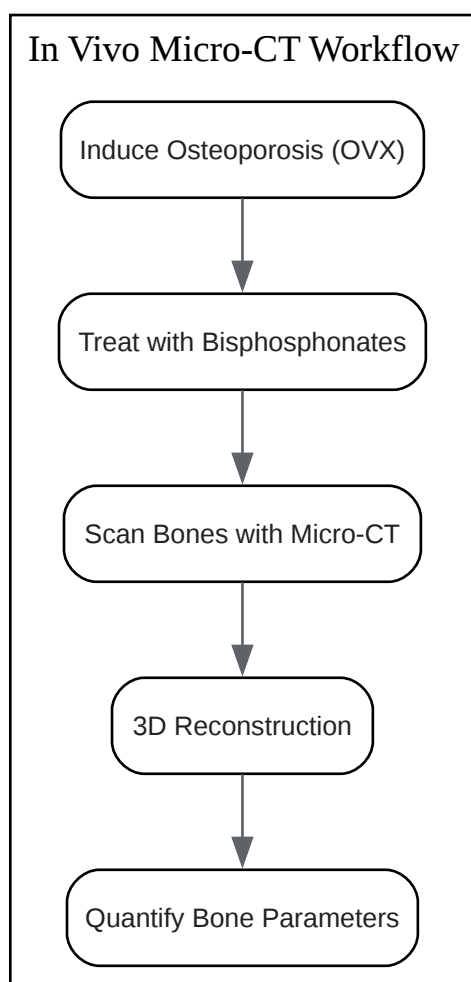 In Vivo Micro-CT Workflow
Induce Osteoporosis (OVX)
Treat with Bisphosphonates
Scan Bones with Micro-CT
3D Reconstruction
Quantify Bone Parameters